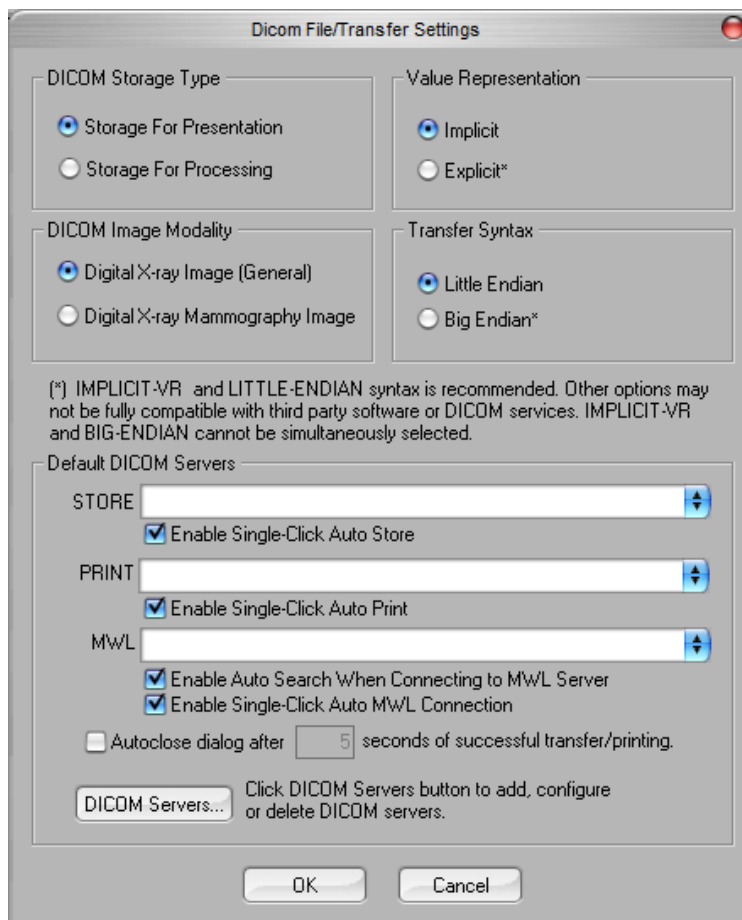 Dicom File/Transfer Settings
DICOM Storage Type
Storage For Presentation
Storage For Processing
Value Representation
Implicit
Explicit*
DICOM Image Modality
Digital X-ray Image (General)
Digital X-ray Mammography Image
Transfer Syntax
Little Endian
Big Endian*
(*) IMPLICIT-VR and LITTLE-ENDIAN syntax is recommended. Other options may
not be fully compatible with third party software or DICOM services. IMPLICIT-VR
and BIG-ENDIAN cannot be simultaneously selected.
Default DICOM Servers
STORE
Enable Single-Click Auto Store
PRINT
Enable Single-Click Auto Print
MWL
Enable Auto Search When Connecting to MWL Server
Enable Single-Click Auto MWL Connection
Autoclose dialog after 5 seconds of successful transfer/printing.
DICOM Servers...
Click DICOM Servers button to add, configure
or delete DICOM servers.
OK
Cancel